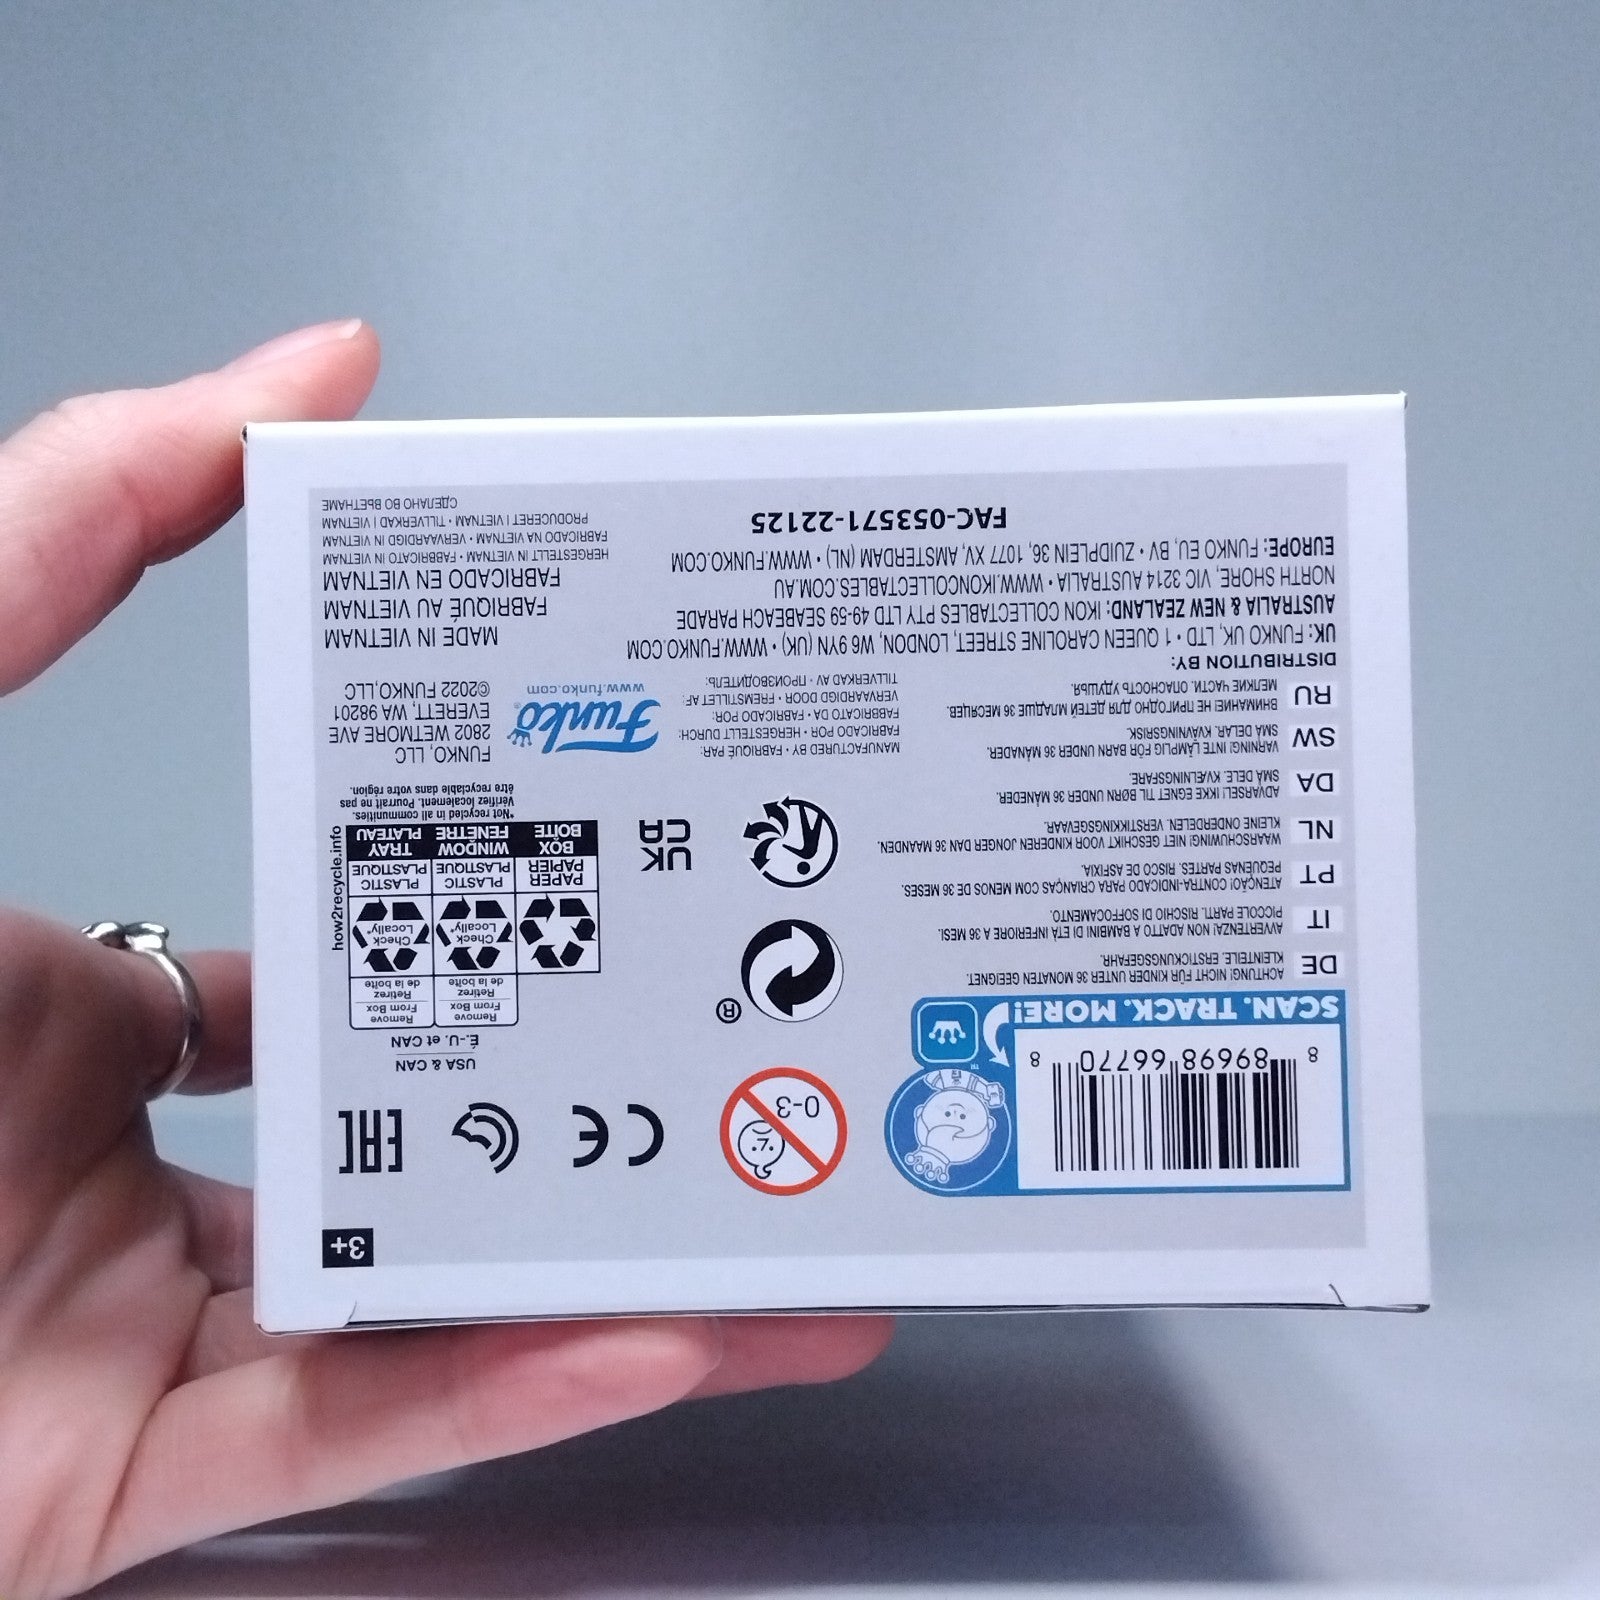 3+
8 89698 66770 8
SCAN. TRACK. MORE!
TM
0-3
USA & CAN
É.-U. et CAN
Remove From Box
Retirez de la boîte
Remove From Box
Retirez de la boîte
Check Locally*
Check Locally*
PAPER
PAPIER
BOX
BOÎTE
PLASTIC
PLASTIQUE
WINDOW
FENÊTRE
PLASTIC
PLASTIQUE
TRAY
PLATEAU
how2recycle.info
*Not recycled in all communities.
Vérifiez localement. Pourrait ne pas
être recyclable dans votre région.
®
UK
CA
DE ACHTUNG! NICHT FÜR KINDER UNTER 36 MONATEN GEEIGNET.
KLEINTEILE. ERSTICKUNGSGEFAHR.
IT AVVERTENZA! NON ADATTO A BAMBINI DI ETÀ INFERIORE A 36 MESI.
PICCOLE PARTI. RISCHIO DI SOFFOCAMENTO.
PT ATENÇÃO! CONTRA-INDICADO PARA CRIANÇAS COM MENOS DE 36 MESES.
PEQUENAS PARTES. RISCO DE ASFIXIA.
NL WAARSCHUWING! NIET GESCHIKT VOOR KINDEREN JONGER DAN 36 MAANDEN.
KLEINE ONDERDELEN. VERSTIKKINGSGEVAAR.
DA ADVARSEL! IKKE EGNET TIL BØRN UNDER 36 MÅNEDER.
SMÅ DELE. KVÆLNINGSFARE.
SW VARNING! INTE LÄMPLIG FÖR BARN UNDER 36 MÅNADER.
SMÅ DELAR. KVÄVNINGSRISK.
RU ВНИМАНИЕ! НЕ ПРИГОДНО ДЛЯ ДЕТЕЙ МЛАДШЕ 36 МЕСЯЦЕВ.
МЕЛКИЕ ЧАСТИ. ОПАСНОСТЬ УДУШЬЯ.
MANUFACTURED BY • FABRIQUÉ PAR:
FABRICADO POR • HERGESTELLT DURCH:
FABBRICATO DA • FABRICADO POR:
VERVAARDIGD DOOR • FREMSTILLET AF:
TILLVERKAD AV • ПРОИЗВОДИТЕЛЬ:
Funko®
www.funko.com
FUNKO, LLC
2802 WETMORE AVE
EVERETT, WA 98201
©2022 FUNKO,LLC
DISTRIBUTION BY:
UK: FUNKO UK, LTD • 1 QUEEN CAROLINE STREET, LONDON, W6 9YN (UK) • WWW.FUNKO.COM
AUSTRALIA & NEW ZEALAND: IKON COLLECTABLES PTY LTD 49-59 SEABEACH PARADE
NORTH SHORE, VIC 3214 AUSTRALIA • WWW.IKONCOLLECTABLES.COM.AU
EUROPE: FUNKO EU, BV • ZUIDPLEIN 36, 1077 XV, AMSTERDAM (NL) • WWW.FUNKO.COM
FAC-053571-22125
MADE IN VIETNAM
FABRIQUÉ AU VIETNAM
FABRICADO EN VIETNAM
HERGESTELLT IN VIETNAM • FABRICATO IN VIETNAM
FABRICADO NA VIETNAM • VERVAARDIGD IN VIETNAM
PRODUCERET I VIETNAM • TILLVERKAD I VIETNAM
СДЕЛАНО ВО ВЬЕТНАМЕ